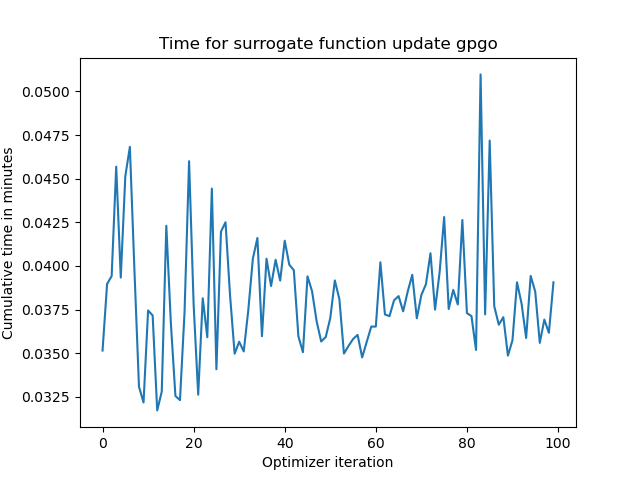 Time for surrogate function update gpgo
Cumulative time in minutes
0.0500
0.0475
0.0450
0.0425
0.0400
0.0375
0.0350
0.0325
0 20 40 60 80 100
Optimizer iteration